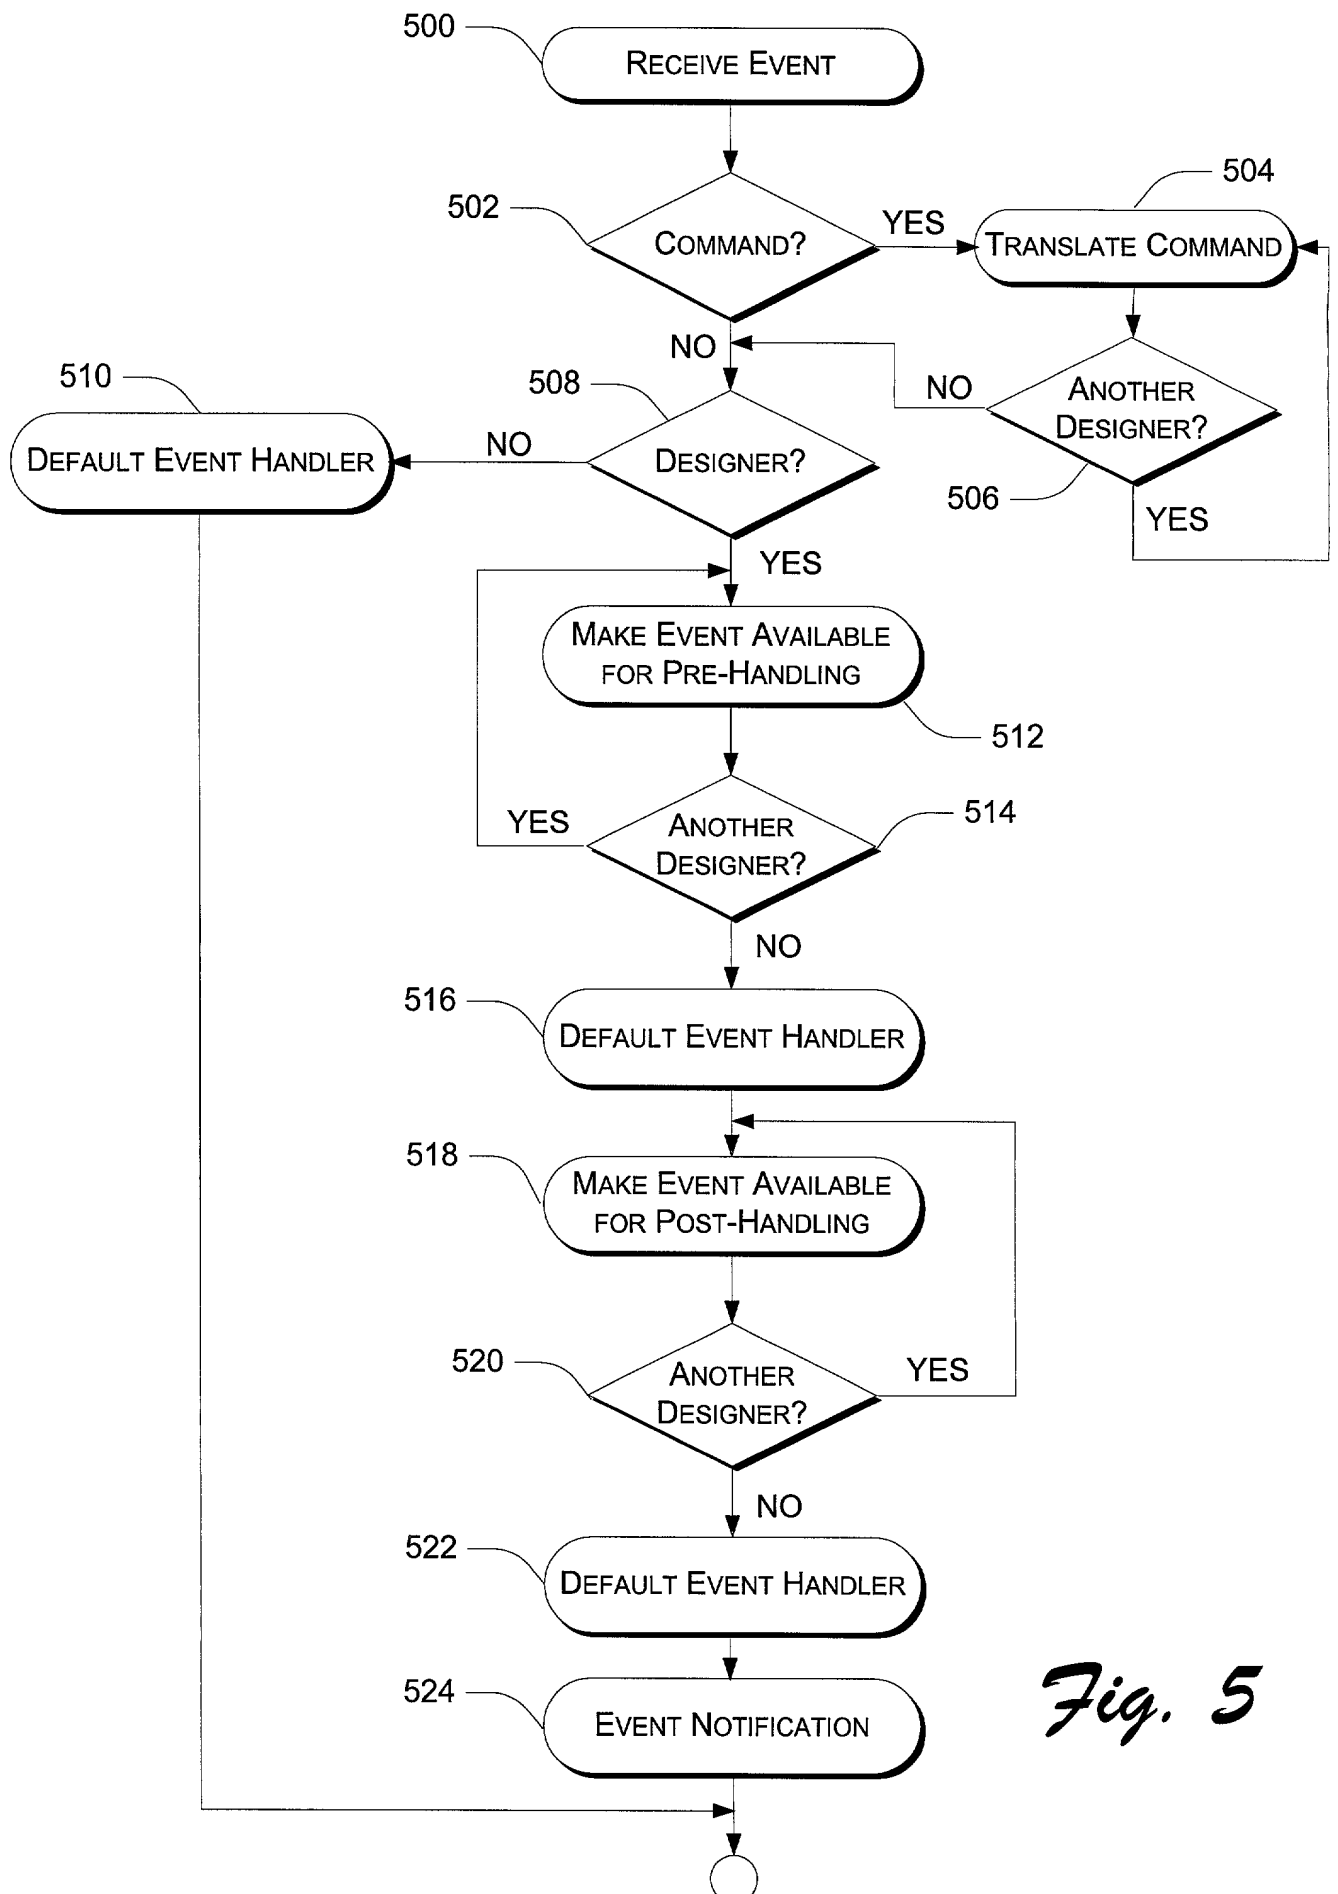 500
RECEIVE EVENT
502
COMMAND?
YES
504
TRANSLATE COMMAND
NO
506
ANOTHER
DESIGNER?
NO
YES
508
DESIGNER?
NO
510
DEFAULT EVENT HANDLER
YES
MAKE EVENT AVAILABLE
FOR PRE-HANDLING
512
514
ANOTHER
DESIGNER?
YES
NO
516
DEFAULT EVENT HANDLER
518
MAKE EVENT AVAILABLE
FOR POST-HANDLING
520
ANOTHER
DESIGNER?
YES
NO
522
DEFAULT EVENT HANDLER
524
EVENT NOTIFICATION
Fig. 5